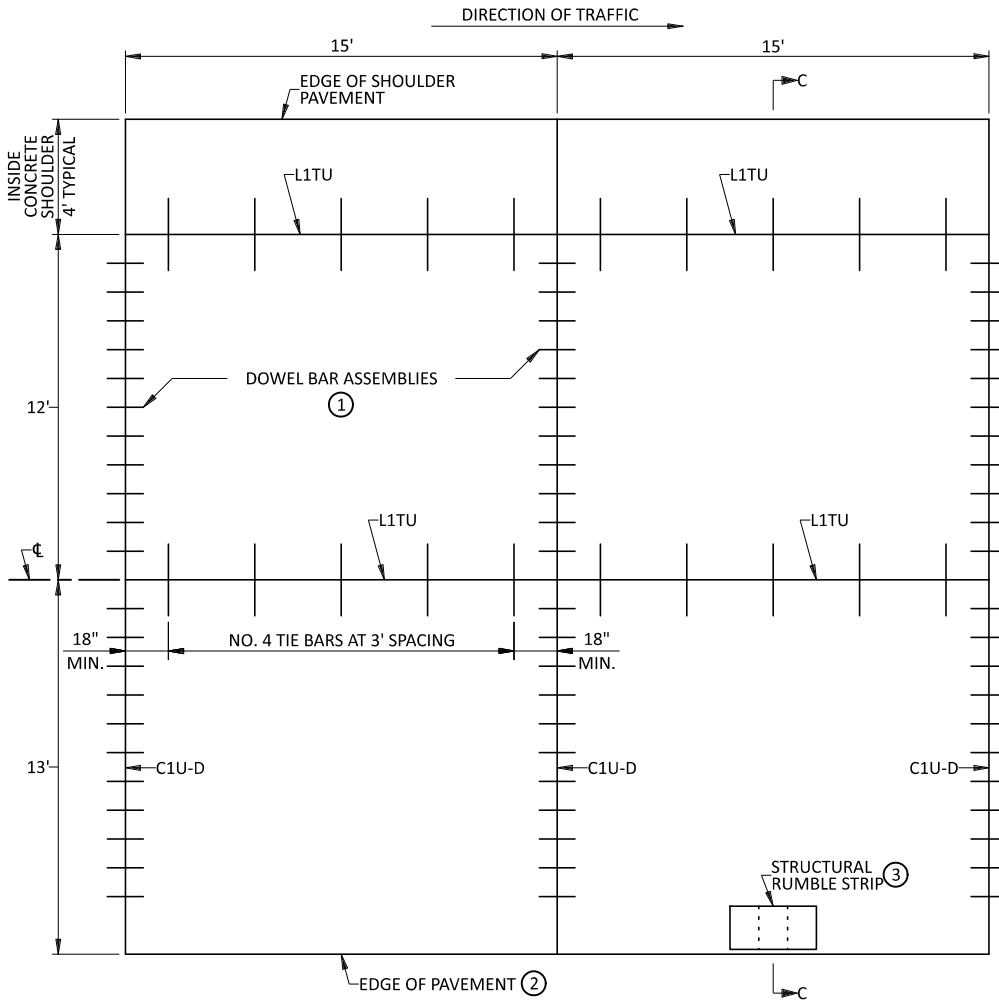 DIRECTION OF TRAFFIC
15'
15'
C
EDGE OF SHOULDER
PAVEMENT
INSIDE
CONCRETE
SHOULDER
4' TYPICAL
L1TU
L1TU
DOWEL BAR ASSEMBLIES
1
12'
L1TU
L1TU
℄
18"
MIN.
NO. 4 TIE BARS AT 3' SPACING
18"
MIN.
13'
C1U-D
C1U-D
C1U-D
STRUCTURAL
RUMBLE STRIP 3
EDGE OF PAVEMENT 2
C